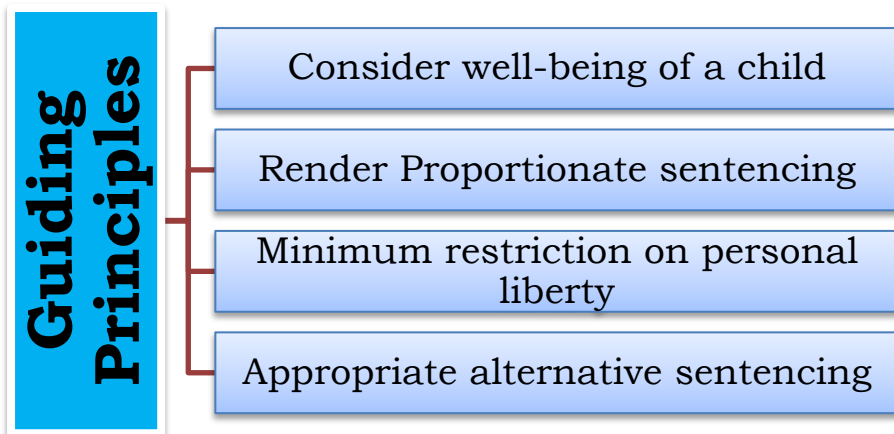 Guiding
Principles
Consider well-being of a child
Render Proportionate sentencing
Minimum restriction on personal
liberty
Appropriate alternative sentencing